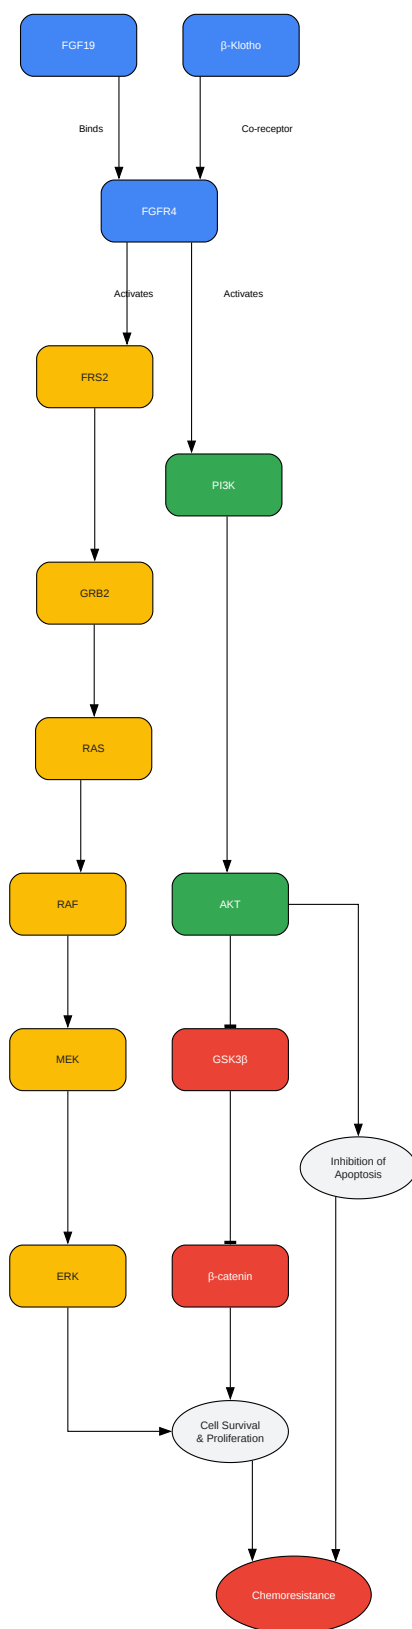 FGF19
β-Klotho
Binds
Co-receptor
FGFR4
Activates
Activates
FRS2
PI3K
GRB2
RAS
RAF
AKT
MEK
GSK3β
Inhibition of
Apoptosis
ERK
β-catenin
Cell Survival
& Proliferation
Chemoresistance